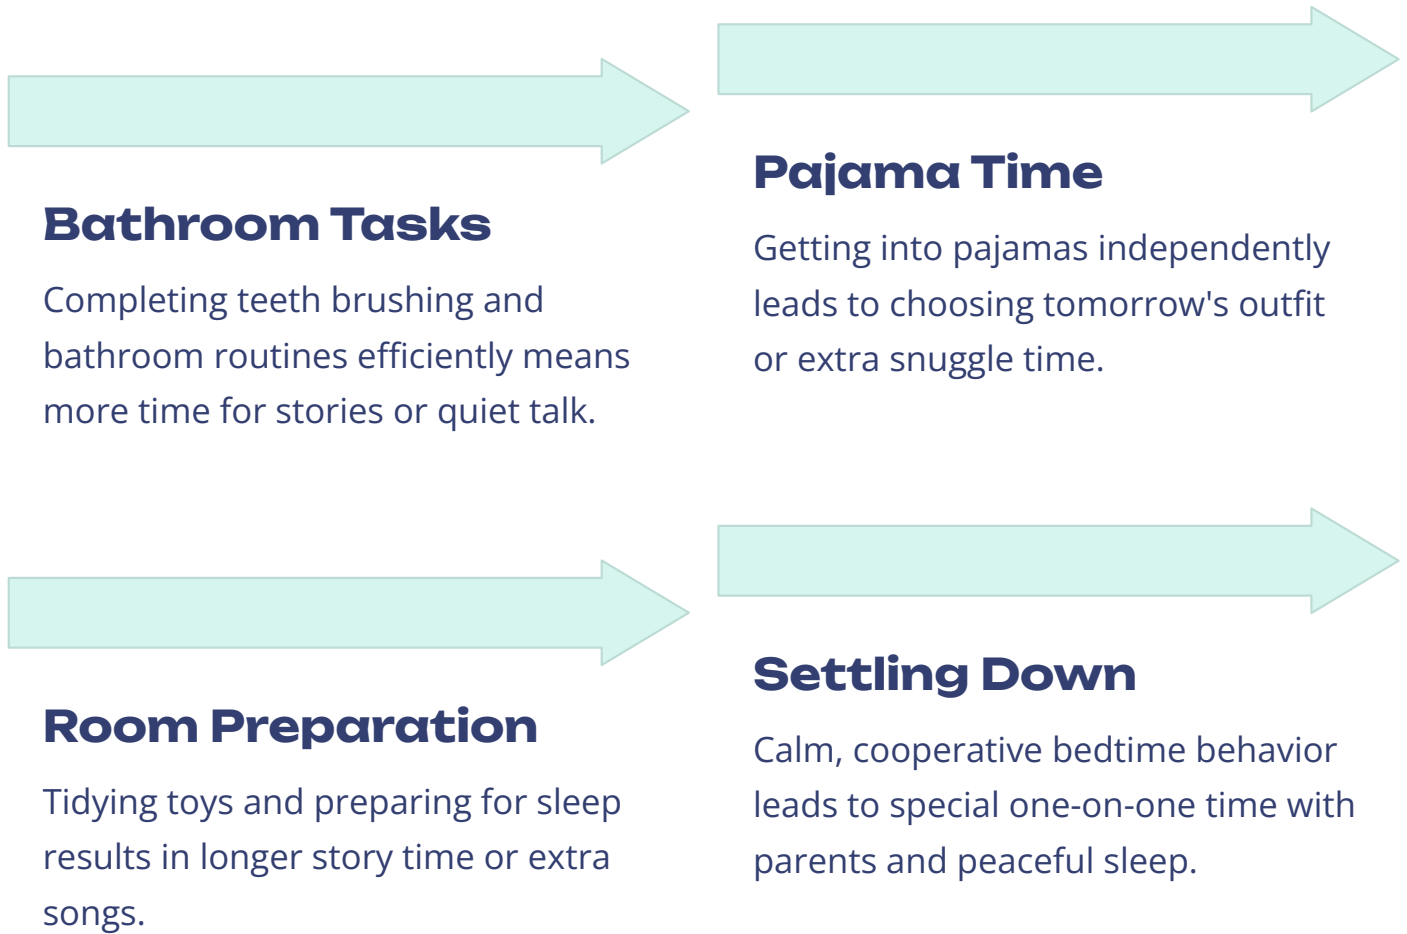 Bathroom Tasks
Completing teeth brushing and
bathroom routines efficiently means
more time for stories or quiet talk.
Pajama Time
Getting into pajamas independently
leads to choosing tomorrow's outfit
or extra snuggle time.
Room Preparation
Tidying toys and preparing for sleep
results in longer story time or extra
songs.
Settling Down
Calm, cooperative bedtime behavior
leads to special one-on-one time with
parents and peaceful sleep.